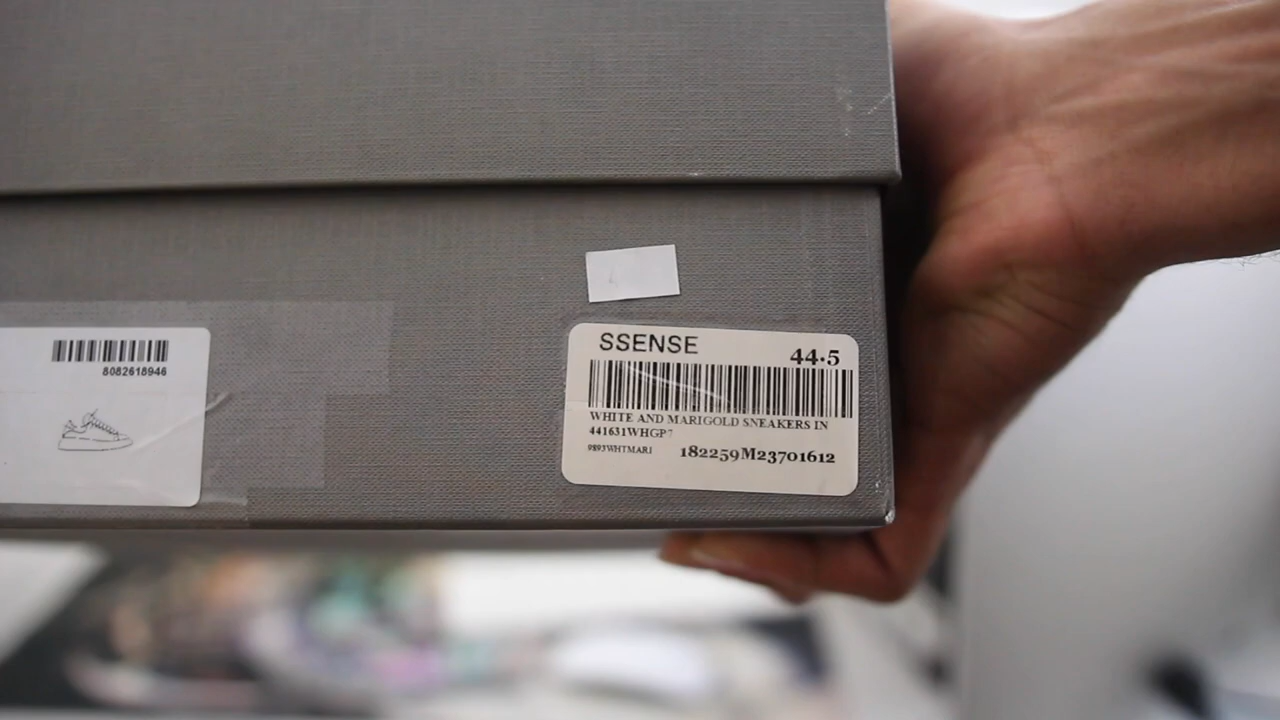 8082618946
SSENSE
44.5
WHITE AND MARIGOLD SNEAKERS IN
441631WHGP7
9893WHTMARI
182259M23701612